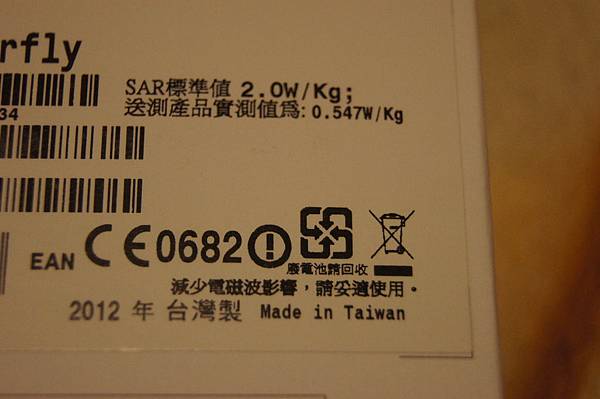 rfly
SAR標準值 2.0W/Kg;
34
送測產品實測值為: 0.547W/Kg
EAN CE0682
廢電池請回收
減少電磁波影響，請妥適使用。
2012 年 台灣製 Made in Taiwan